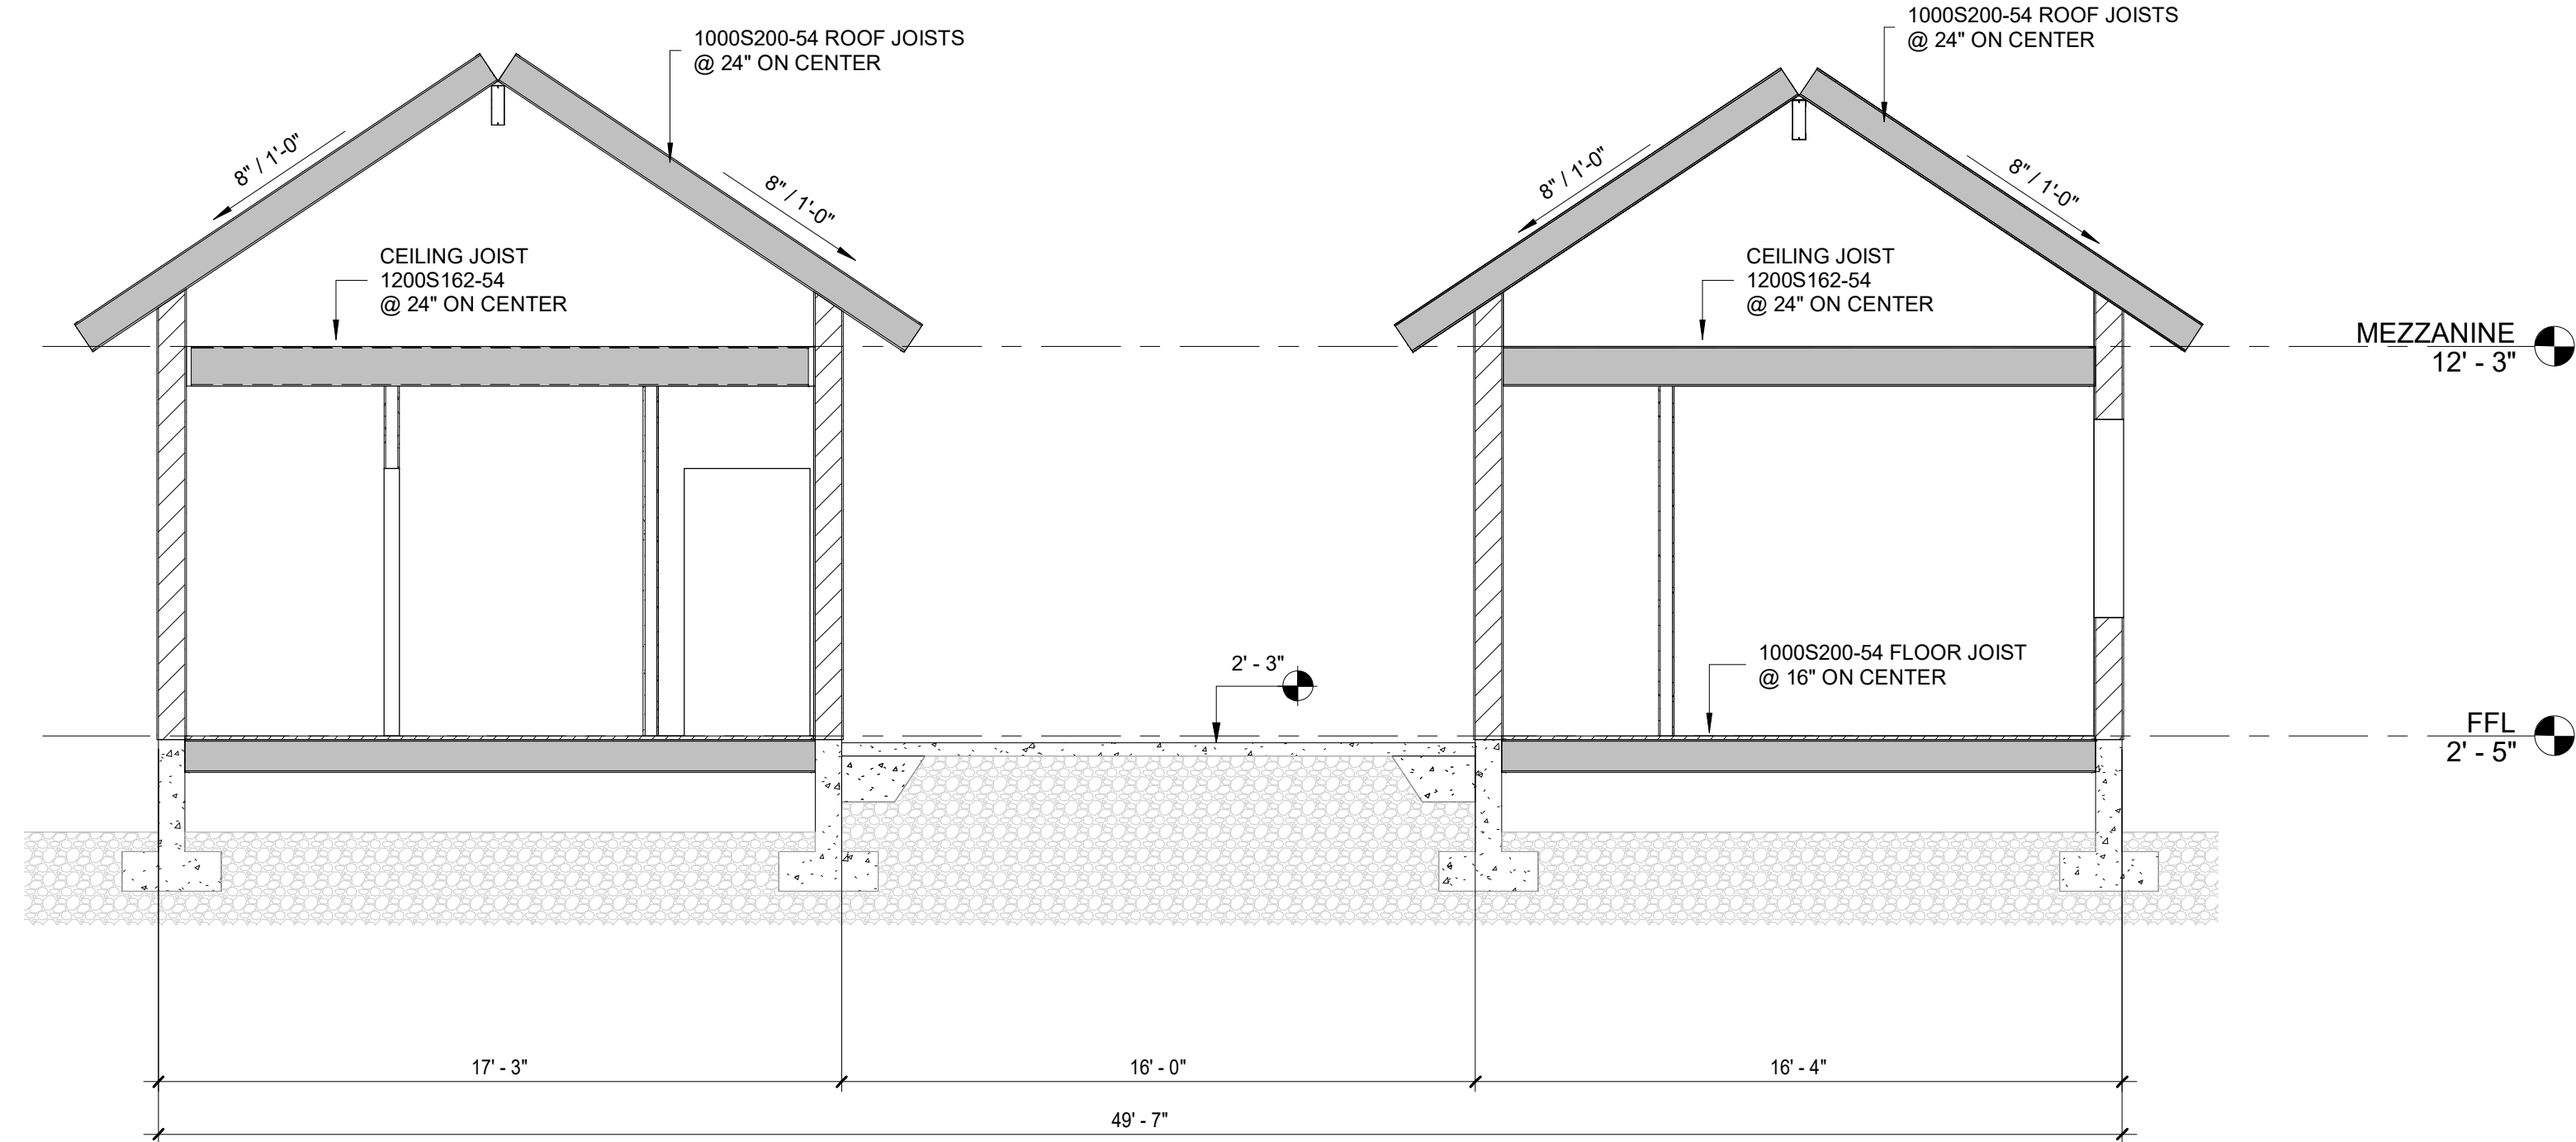 1000S200-54 ROOF JOISTS
@ 24" ON CENTER
1000S200-54 ROOF JOISTS
@ 24" ON CENTER
8" / 1'-0"
8" / 1'-0"
8" / 1'-0"
8" / 1'-0"
CEILING JOIST
1200S162-54
@ 24" ON CENTER
CEILING JOIST
1200S162-54
@ 24" ON CENTER
MEZZANINE
12' - 3"
2' - 3"
1000S200-54 FLOOR JOIST
@ 16" ON CENTER
FFL
2' - 5"
17' - 3"
16' - 0"
16' - 4"
49' - 7"